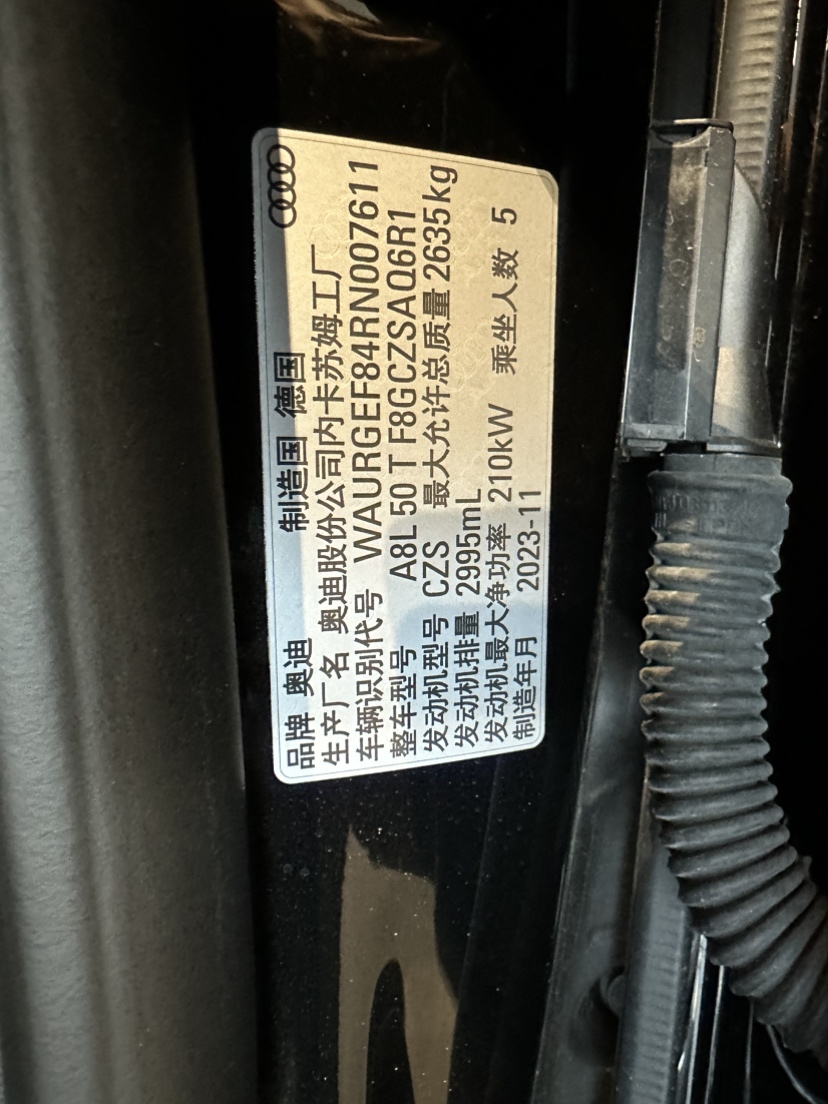 品牌 奥迪 制造国 德国
生产厂名 奥迪股份公司内卡苏姆工厂
车辆识别代号 WAURGEF84RN007611
整车型号 A8L 50 T F8GCZSAQ6R1
发动机型号 CZS 最大允许总质量 2635kg
发动机排量 2995mL
发动机最大净功率 210kW 乘坐人数 5
制造年月 2023-11